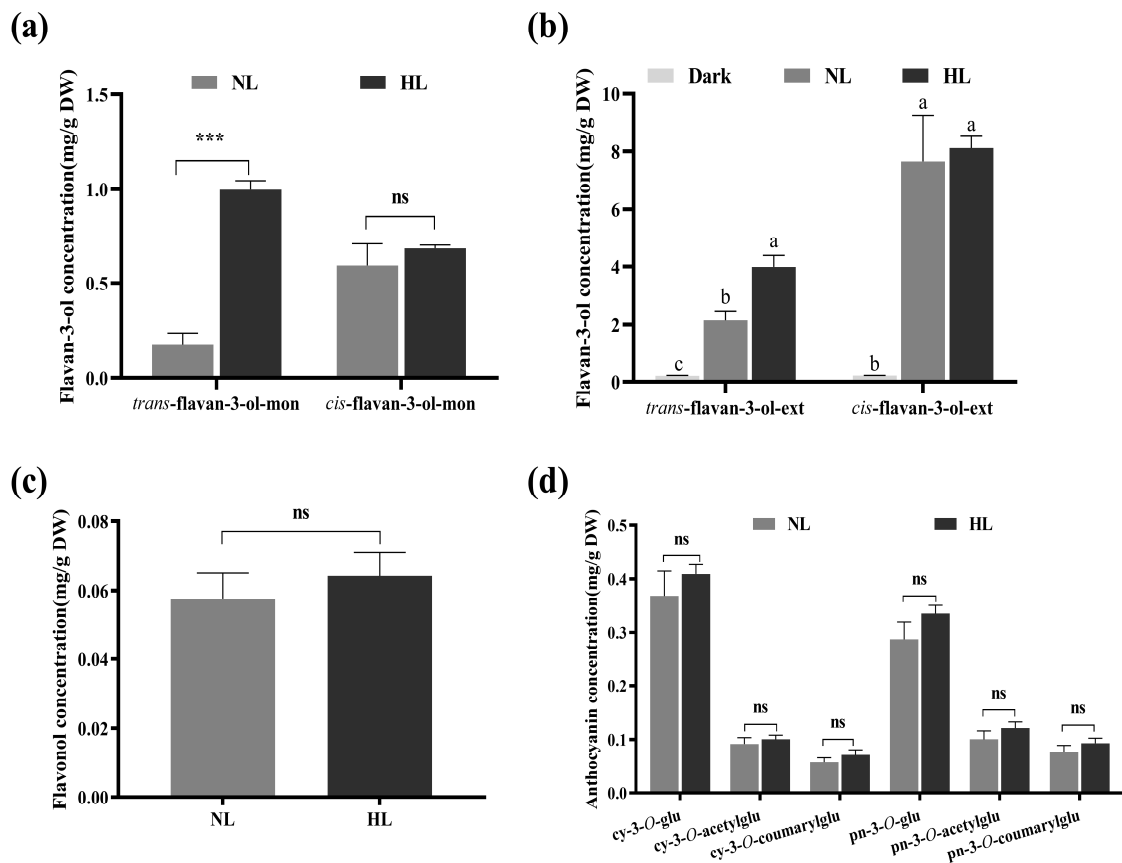 (a)
NL HL
Flavan-3-ol concentration(mg/g DW)
1.5
1.0
0.5
0.0
***
ns
trans-flavan-3-ol-mon cis-flavan-3-ol-mon
(b)
Dark NL HL
Flavan-3-ol concentration(mg/g DW)
10
8
6
4
2
0
c b a b a a
trans-flavan-3-ol-ext cis-flavan-3-ol-ext
(c)
Flavonol concentration(mg/g DW)
0.08
0.06
0.04
0.02
0.00
ns
NL HL
(d)
NL HL
Anthocyanin concentration(mg/g DW)
0.5
0.4
0.3
0.2
0.1
0.0
ns ns ns ns ns ns
cy-3-O-glu
cy-3-O-acetylglu
cy-3-O-coumarylglu
pn-3-O-glu
pn-3-O-acetylglu
pn-3-O-coumarylglu